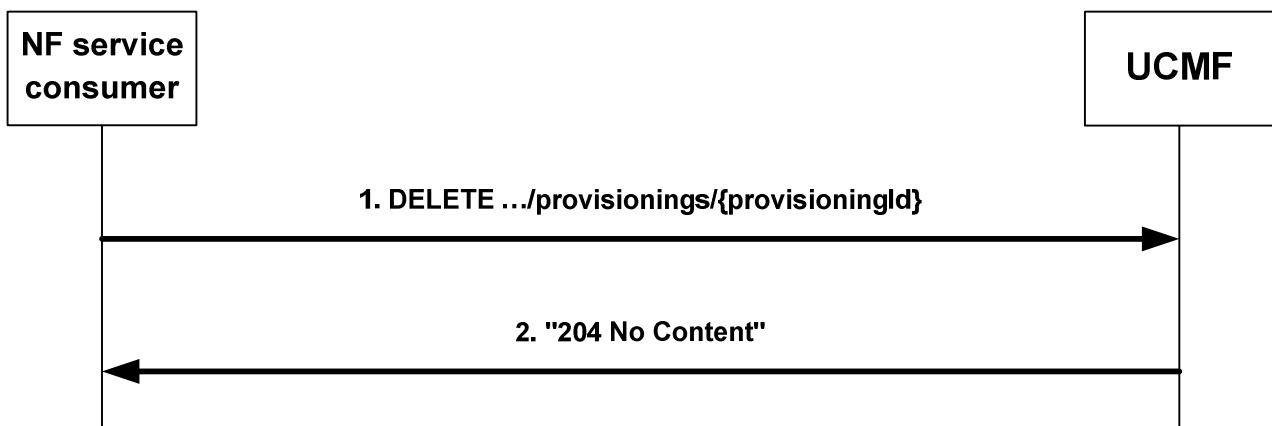 NF service
consumer
UCMF
1. DELETE …/provisionings/{provisioningId}
2. "204 No Content"